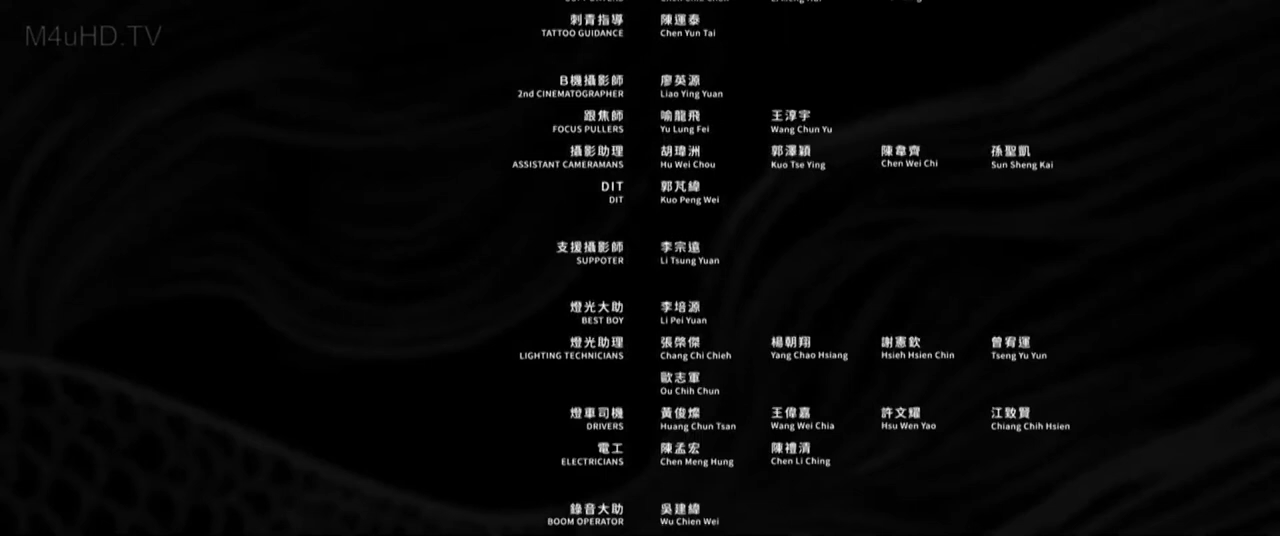 M4uHD.TV
刺青指導 陳運泰
TATTOO GUIDANCE Chen Yun Tai
B機攝影師 廖英源
2nd CINEMATOGRAPHER Liao Ying Yuan
跟焦師 喻龍飛 王淳宇
FOCUS PULLERS Yu Lung Fei Wang Chun Yu
攝影助理 胡瑋洲 郭澤穎 陳韋齊 孫聖凱
ASSISTANT CAMERAMANS Hu Wei Chou Kuo Tse Ying Chen Wei Chi Sun Sheng Kai
DIT 郭芃緯
DIT Kuo Peng Wei
支援攝影師 李宗遠
SUPPOTER Li Tsung Yuan
燈光大助 李培源
BEST BOY Li Pei Yuan
燈光助理 張棨傑 楊朝翔 謝憲欽 曾宥運
LIGHTING TECHNICIANS Chang Chi Chieh Yang Chao Hsiang Hsieh Hsien Chin Tseng Yu Yun
歐志軍
Ou Chih Chun
燈車司機 黃俊燦 王偉嘉 許文耀 江致賢
DRIVERS Huang Chun Tsan Wang Wei Chia Hsu Wen Yao Chiang Chih Hsien
電工 陳孟宏 陳禮清
ELECTRICIANS Chen Meng Hung Chen Li Ching
錄音大助 吳建緯
BOOM OPERATOR Wu Chien Wei